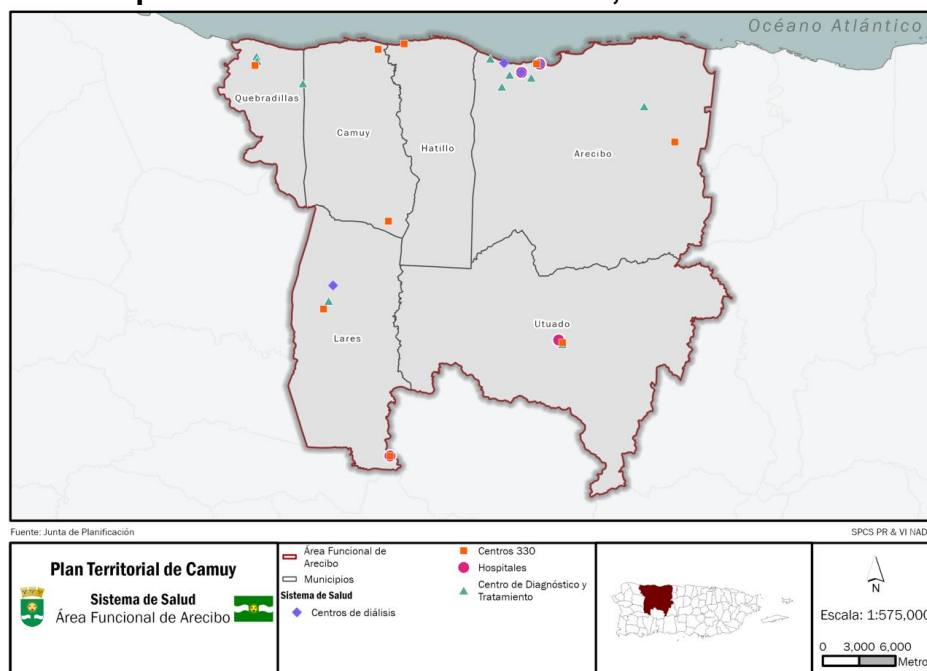 Océano Atlántico
Quebradillas
Camuy
Hatillo
Arecibo
Lares
Utuado
Fuente: Junta de Planificación
SPCS PR & VI NAD
Plan Territorial de Camuy
Sistema de Salud
Área Funcional de Arecibo
Área Funcional de
Arecibo
Municipios
Sistema de Salud
Centros de diálisis
Centros 330
Hospitales
Centro de Diagnóstico y
Tratamiento
N
Escala: 1:575,000
0 3,000 6,000
Metro